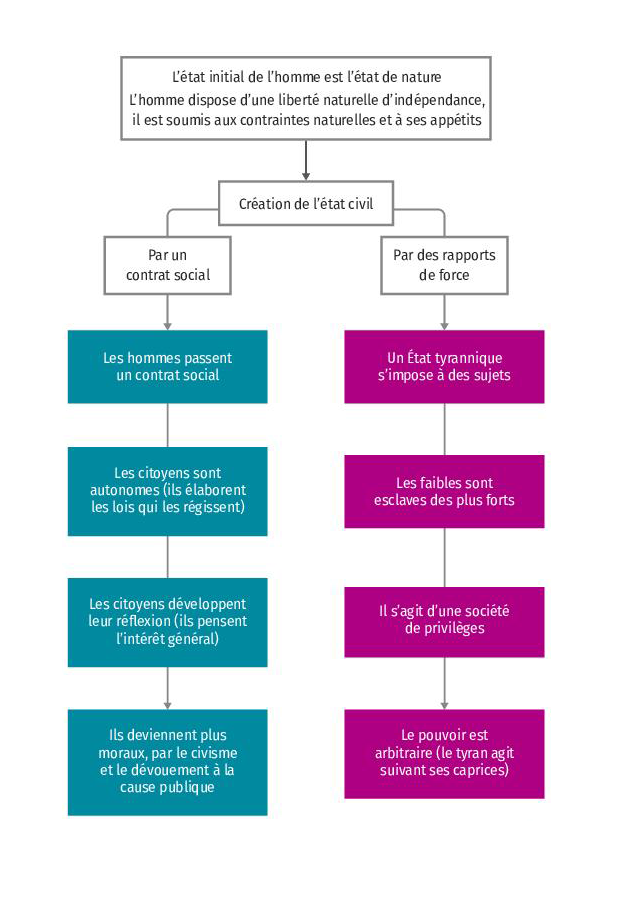 L’état initial de l’homme est l’état de nature
L’homme dispose d’une liberté naturelle d’indépendance,
il est soumis aux contraintes naturelles et à ses appétits
Création de l’état civil
Par un
contrat social
Par des rapports
de force
Les hommes passent
un contrat social
Un État tyrannique
s’impose à des sujets
Les citoyens sont
autonomes (ils élaborent
les lois qui les régissent)
Les faibles sont
esclaves des plus forts
Les citoyens développent
leur réflexion (ils pensent
l’intérêt général)
Il s’agit d’une société
de privilèges
Ils deviennent plus
moraux, par le civisme
et le dévouement à la
cause publique
Le pouvoir est
arbitraire (le tyran agit
suivant ses caprices)